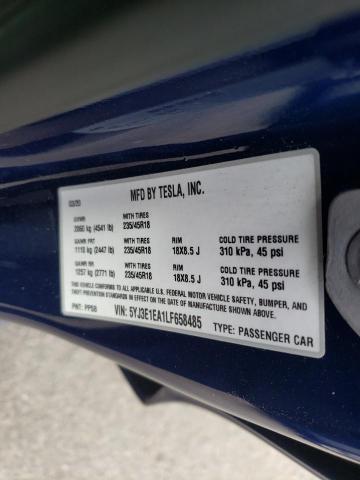 MFD BY TESLA, INC.
03/20
GVWR WITH TIRES
2060 kg (4541 lb) 235/45R18
GAWR FRT WITH TIRES RIM COLD TIRE PRESSURE
1110 kg (2447 lb) 235/45R18 18X8.5 J 310 kPa, 45 psi
GAWR RR WITH TIRES RIM COLD TIRE PRESSURE
1257 kg (2771 lb) 235/45R18 18X8.5 J 310 kPa, 45 psi
THIS VEHICLE CONFORMS TO ALL APPLICABLE U.S. FEDERAL MOTOR VEHICLE SAFETY, BUMPER, AND
THEFT PREVENTION STANDARDS IN EFFECT ON THE DATE OF MANUFACTURE SHOWN ABOVE.
PNT: PPSB VIN: 5YJ3E1EA1LF658485 TYPE: PASSENGER CAR